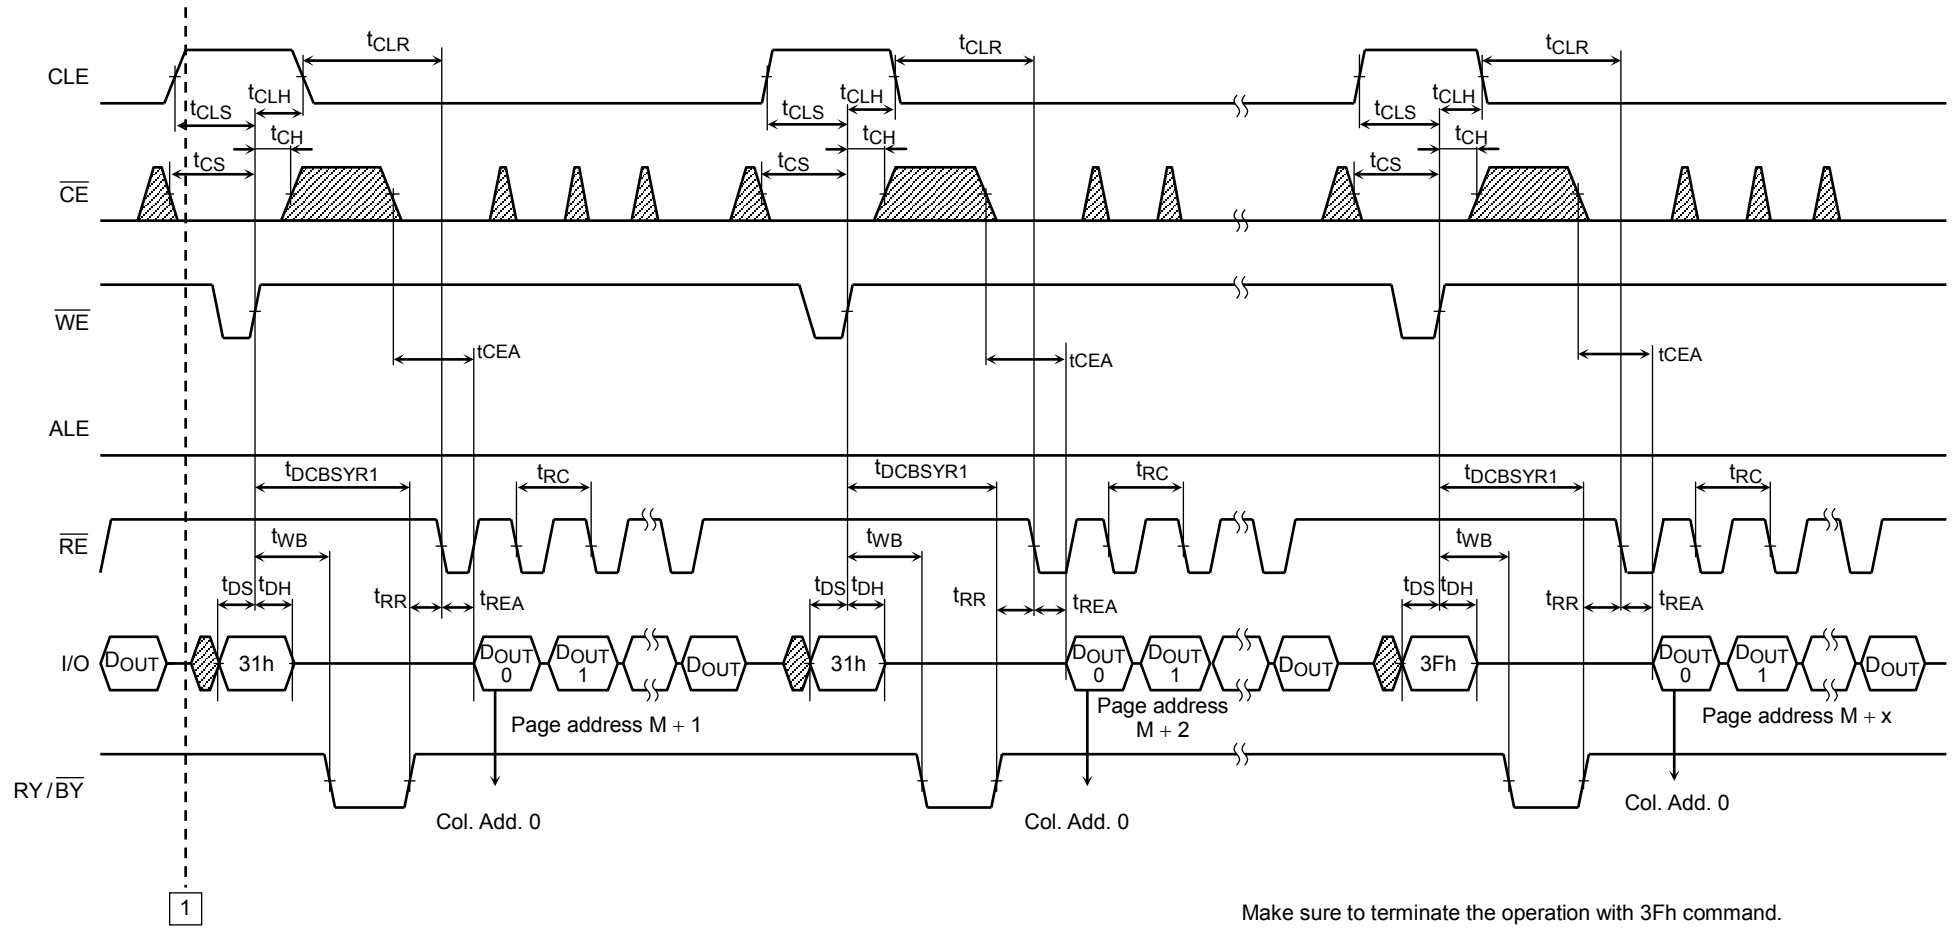 tCLR tCLR tCLR
CLE
tCLH tCLH tCLH
tCLS tCLS tCLS
tCH tCH tCH
tCS tCS tCS
CE
WE
tCEA tCEA tCEA
ALE
tDCBSYR1 tDCBSYR1 tDCBSYR1
tRC tRC tRC
RE
tWB tWB tWB
tDS tDH tDS tDH tDS tDH
tRR tREA tRR tREA tRR tREA
I/O DOUT 31h DOUT 0 DOUT 1 DOUT 31h DOUT 0 DOUT 1 DOUT 3Fh DOUT 0 DOUT 1 DOUT
Page address M + 1
Page address
M + 2
Page address M + x
RY/BY
Col. Add. 0 Col. Add. 0 Col. Add. 0
1
Make sure to terminate the operation with 3Fh command.